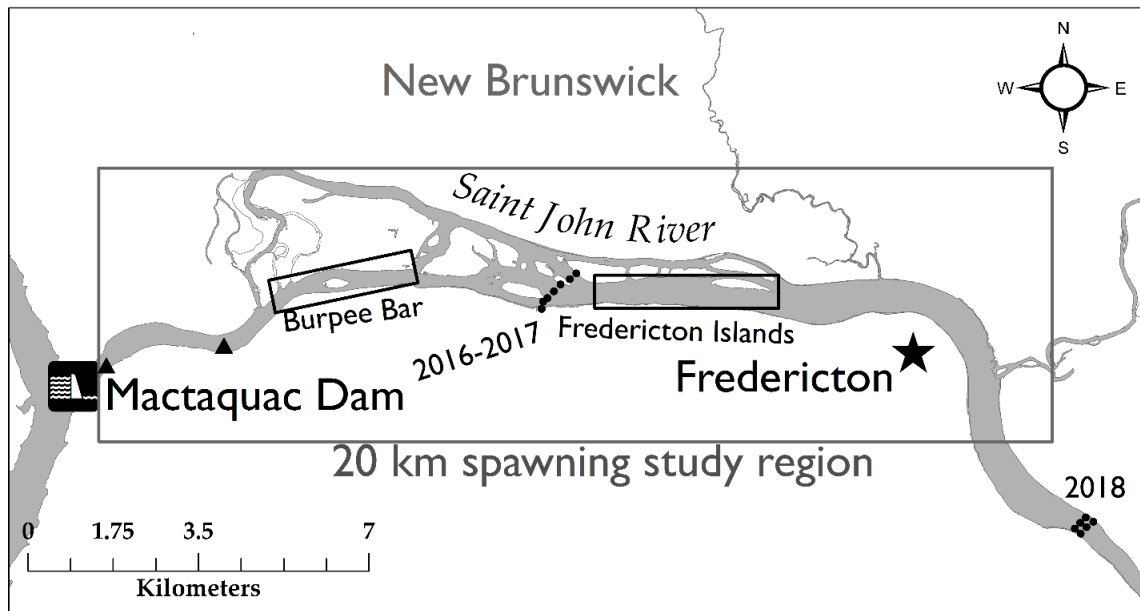 New Brunswick
N
W E
S
Saint John River
Burpee Bar
2016-2017
Fredericton Islands
Mactaquac Dam
Fredericton
20 km spawning study region
2018
0 1.75 3.5 7
Kilometers